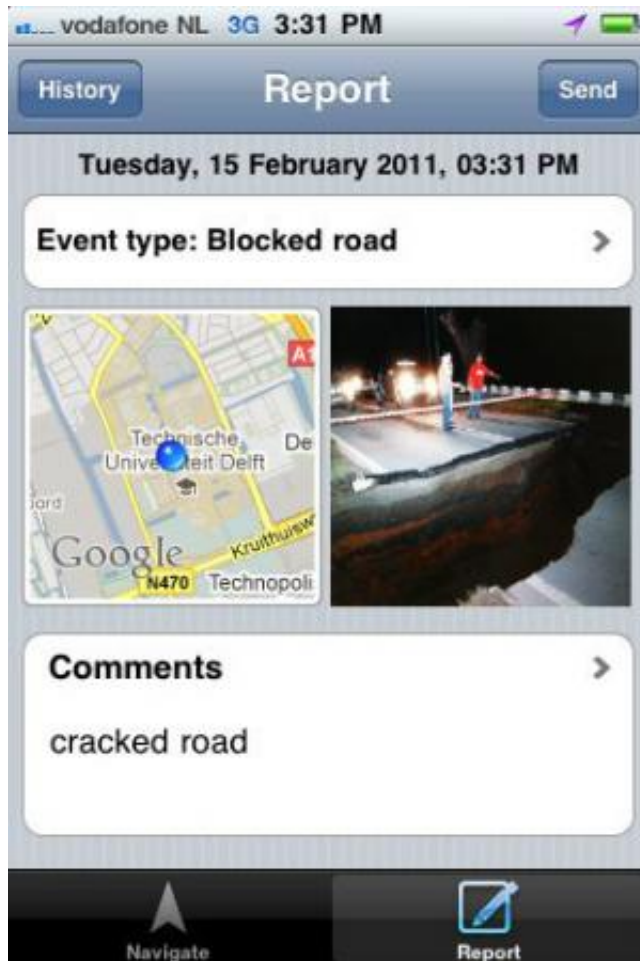 vodafone NL 3G 3:31 PM
History
Report
Send
Tuesday, 15 February 2011, 03:31 PM
Event type: Blocked road
Technische
Universiteit Delft
De
Google
Kruithuisw
N470
Technopoli
Comments
cracked road
Navigate
Report